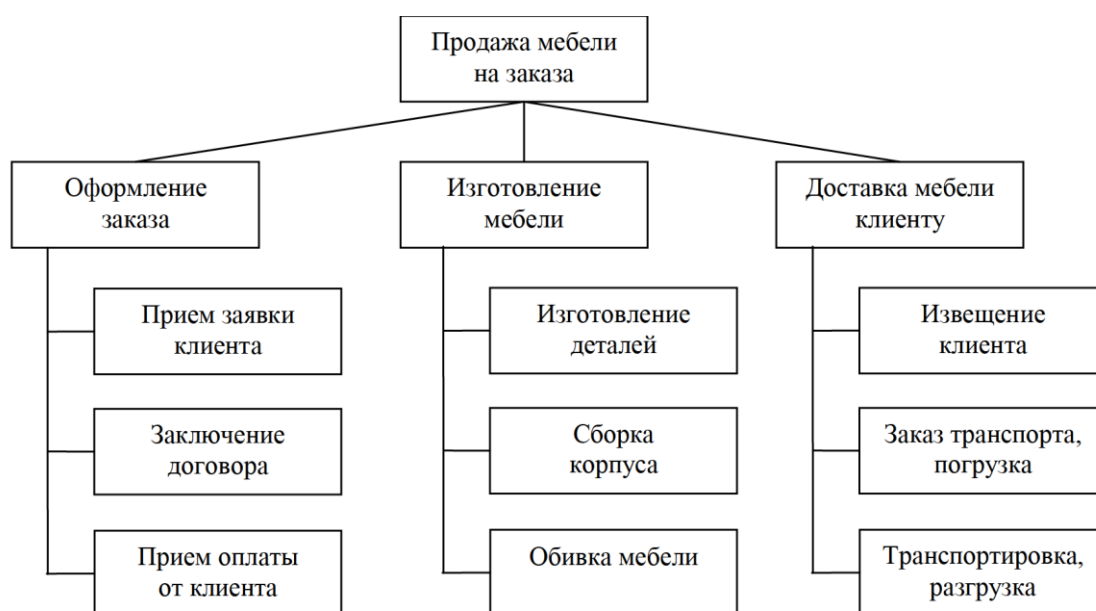 Продажа мебели
на заказа
Оформление
заказа
Изготовление
мебели
Доставка мебели
клиенту
Прием заявки
клиента
Изготовление
деталей
Извещение
клиента
Заключение
договора
Сборка
корпуса
Заказ транспорта,
погрузка
Прием оплаты
от клиента
Обивка мебели
Транспортировка,
разгрузка